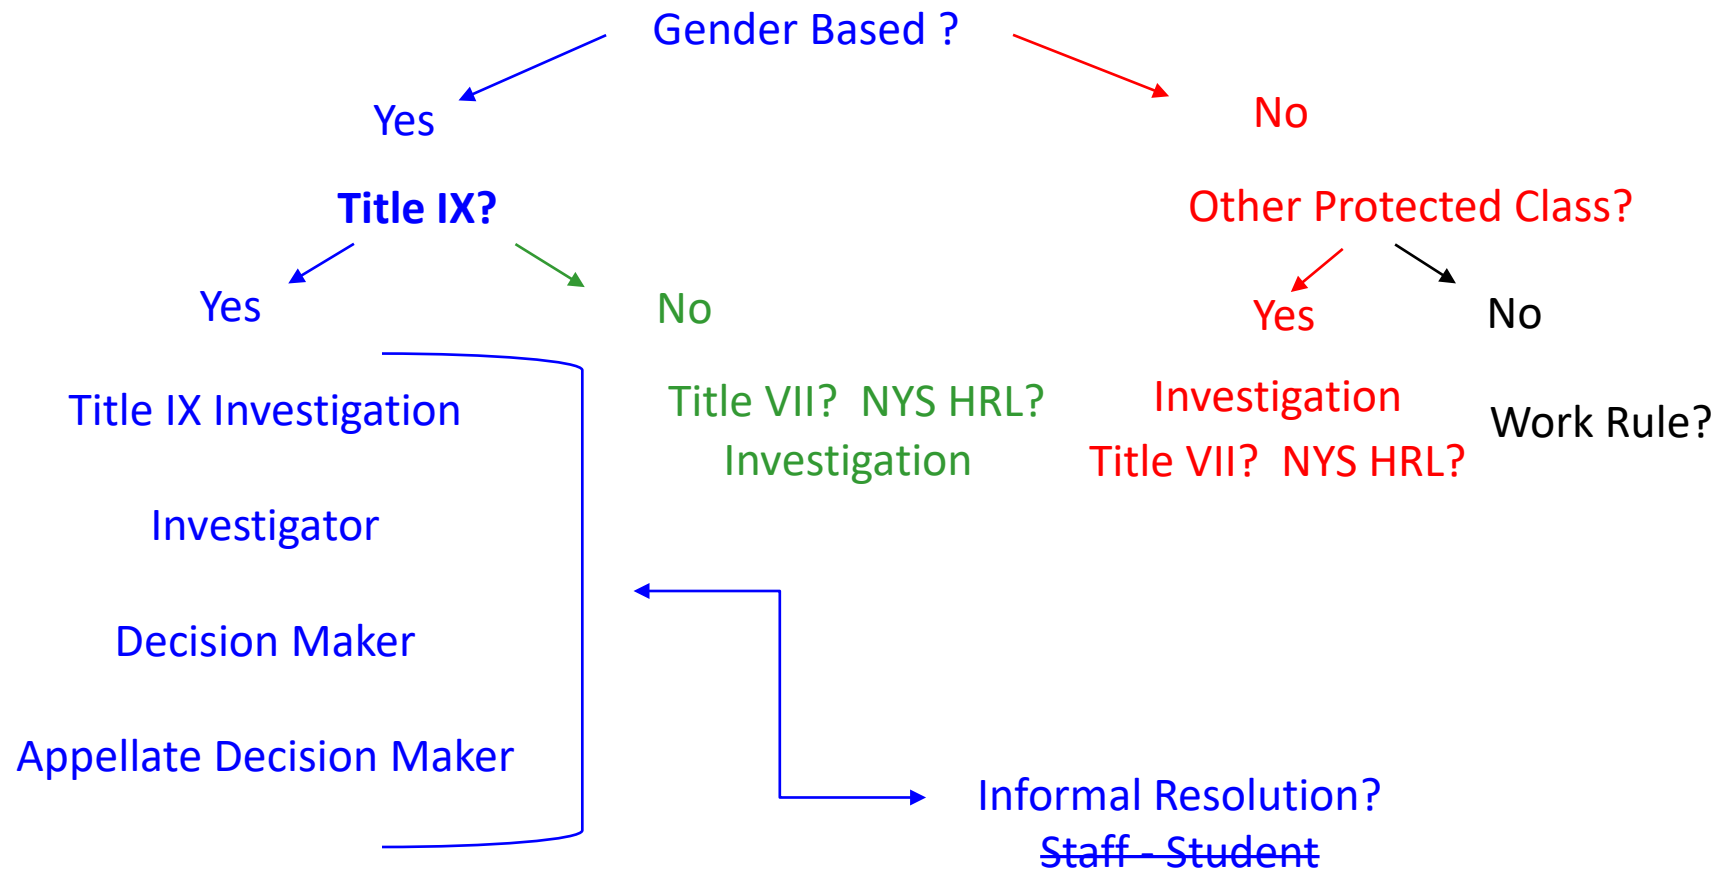 Gender Based ?
Yes
No
Title IX?
Other Protected Class?
Yes
No
Yes
No
Title IX Investigation
Title VII?  NYS HRL?
Investigation
Investigation
Title VII?  NYS HRL?
Work Rule?
Investigator
Decision Maker
Appellate Decision Maker
Informal Resolution?
Staff - Student